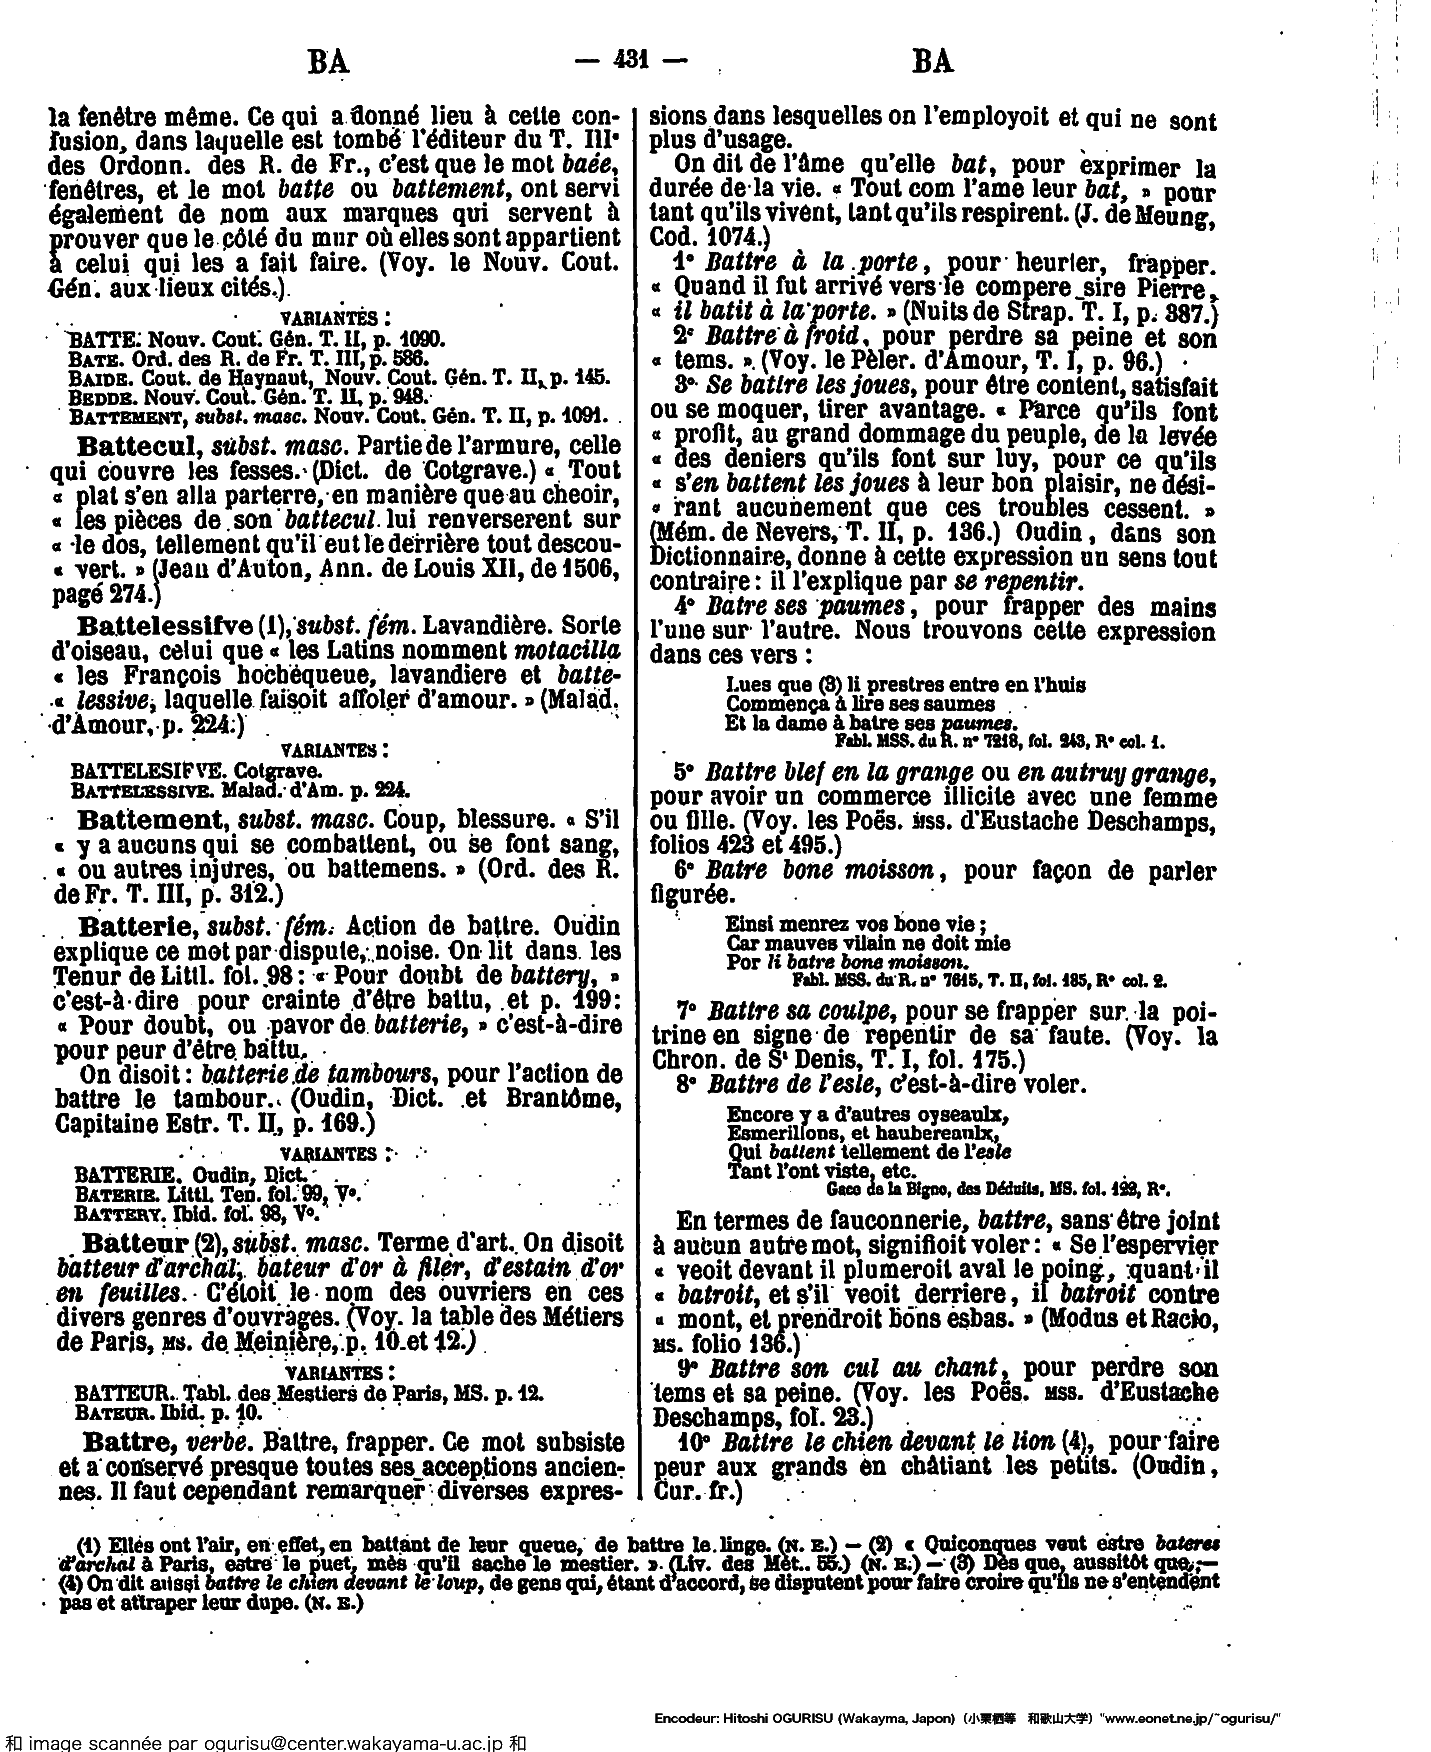 BA — 431 — BA
la fenêtre même. Ce qui a donné lieu à cette con-
fusion, dans laquelle est tombé l'éditeur du T. III
des Ordonn. des R. de Fr., c'est que le mot baée,
fenêtres, et le mot batte ou battement, ont servi
également de nom aux marques qui servent à
prouver que le côté du mur où elles sont appartient
à celui qui les a fait faire. (Voy. le Nouv. Cout.
Gén. aux lieux cités.)
VARIANTES :
BATTE. Nouv. Cout. Gén. T. II, p. 1090.
BATE. Ord. des R. de Fr. T. III, p. 586.
BAIDE. Cout. de Haynaut, Nouv. Cout. Gén. T. II, p. 145.
BEDDE. Nouv. Cout. Gén. T. II, p. 948.
BATTEMENT, subst. masc. Nouv. Cout. Gén. T. II, p. 1091.
Battecul, subst. masc. Partie de l'armure, celle
qui couvre les fesses. (Dict. de Cotgrave.) « Tout
« plat s'en alla parterre, en manière que au cheoir,
« les pièces de son battecul lui renverserent sur
« le dos, tellement qu'il eut le derrière tout descou-
« vert. » (Jean d'Auton, Ann. de Louis XII, de 1506,
page 274.)
Battelessifve (1), subst. fém. Lavandière. Sorte
d'oiseau, celui que « les Latins nomment motacilla
« les François hochequeue, lavandiere et batte-
« lessive, laquelle faisoit affoler d'amour. » (Malad.
d'Amour, p. 224.)
VARIANTES :
BATTELESIFVE. Cotgrave.
BATTELESSIVE. Malad. d'Am. p. 224.
Battement, subst. masc. Coup, blessure. « S'il
« y a aucuns qui se combattent, ou se font sang,
« ou autres injures, ou battemens. » (Ord. des R.
de Fr. T. III, p. 312.)
Batterie, subst. fém. Action de battre. Oudin
explique ce mot par dispute, noise. On lit dans les
Tenur de Littl. fol. 98 : « Pour doubt de battery, »
c'est-à-dire pour crainte d'être battu, et p. 199 :
« Pour doubt, ou pavor de batterie, » c'est-à-dire
pour peur d'être battu.
On disoit : batterie de tambours, pour l'action de
battre le tambour. (Oudin, Dict. et Brantôme,
Capitaine Estr. T. II, p. 169.)
VARIANTES :
BATTERIE. Oudin, Dict.
BATERIE. Littl. Ten. fol. 99, V°.
BATTERY. Ibid. fol. 98, V°.
Batteur (2), subst. masc. Terme d'art. On disoit
batteur d'archal, bateur d'or à filer, d'estain d'or
en feuilles. C'étoit le nom des ouvriers en ces
divers genres d'ouvrages. (Voy. la table des Métiers
de Paris, MS. de Meinière, p. 10 et 12.)
VARIANTES :
BATTEUR. Tabl. des Mestiers de Paris, MS. p. 12.
BATEUR. Ibid. p. 10.
Battre, verbe. Battre, frapper. Ce mot subsiste
et a conservé presque toutes ses acceptions ancien-
nes. Il faut cependant remarquer diverses expres-
sions dans lesquelles on l'employoit et qui ne sont
plus d'usage.
On dit de l'âme qu'elle bat, pour exprimer la
durée de la vie. « Tout com l'ame leur bat, » pour
tant qu'ils vivent, tant qu'ils respirent. (J. de Meung,
Cod. 1074.)
1° Battre à la porte, pour heurter, frapper.
« Quand il fut arrivé vers le compere sire Pierre,
« il batit à la porte. » (Nuits de Strap. T. I, p. 387.)
2° Battre à froid, pour perdre sa peine et son
« tems. » (Voy. le Pèler. d'Amour, T. I, p. 96.)
3° Se battre les joues, pour être content, satisfait
ou se moquer, tirer avantage. « Parce qu'ils font
« profit, au grand dommage du peuple, de la levée
« des deniers qu'ils font sur luy, pour ce qu'ils
« s'en battent les joues à leur bon plaisir, ne dési-
« rant aucunement que ces troubles cessent. »
(Mém. de Nevers, T. II, p. 136.) Oudin, dans son
Dictionnaire, donne à cette expression un sens tout
contraire : il l'explique par se repentir.
4° Batre ses paumes, pour frapper des mains
l'une sur l'autre. Nous trouvons cette expression
dans ces vers :
Lues que (3) li prestres entre en l'huis
Commença à lire ses saumes
Et la dame à batre ses paumes.
Fabl. MSS. du R. n° 7218, fol. 243, R° col. 1.
5° Battre blef en la grange ou en autruy grange,
pour avoir un commerce illicite avec une femme
ou fille. (Voy. les Poës. MSS. d'Eustache Deschamps,
folios 423 et 495.)
6° Batre bone moisson, pour façon de parler
figurée.
Einsi menrez vos bone vie ;
Car mauves vilain ne doit mie
Por li batre bone moisson.
Fabl. MSS. du R. n° 7615, T. II, fol. 185, R° col. 2.
7° Battre sa coulpe, pour se frapper sur la poi-
trine en signe de repentir de sa faute. (Voy. la
Chron. de St Denis, T. I, fol. 175.)
8° Battre de l'esle, c'est-à-dire voler.
Encore y a d'autres oyseaulx,
Esmerillons, et haubereaulx,
Qui battent tellement de l'esle
Tant l'ont viste, etc.
Gace de la Bigne, des Déduits, MS. fol. 122, R°.
En termes de fauconnerie, battre, sans être joint
à aucun autre mot, signifioit voler : « Se l'espervier
« veoit devant il plumeroit aval le poing, quant il
« batroit, et s'il veoit derriere, il batroit contre
« mont, et prendroit bons esbas. » (Modus et Racio,
MS. folio 136.)
9° Battre son cul au chant, pour perdre son
tems et sa peine. (Voy. les Poës. MSS. d'Eustache
Deschamps, fol. 23.)
10° Battre le chien devant le lion (4), pour faire
peur aux grands en châtiant les petits. (Oudin,
Cur. fr.)
(1) Elles ont l'air, en effet, en battant de leur queue, de battre le linge. (N. E.) — (2) « Quiconques veut estre bateres
d'archal à Paris, estre le puet, mès qu'il sache le mestier. » (Liv. des Mét. 55.) (N. E.) — (3) Dès que, aussitôt que. —
(4) On dit aussi battre le chien devant le loup, de gens qui, étant d'accord, se disputent pour faire croire qu'ils ne s'entendent
pas et attraper leur dupe. (N. E.)
Encodeur: Hitoshi OGURISU (Wakayma, Japon) (小栗栖等 和歌山大学) "www.eonet.ne.jp/~ogurisu/"
和 image scannée par ogurisu@center.wakayama-u.ac.jp 和